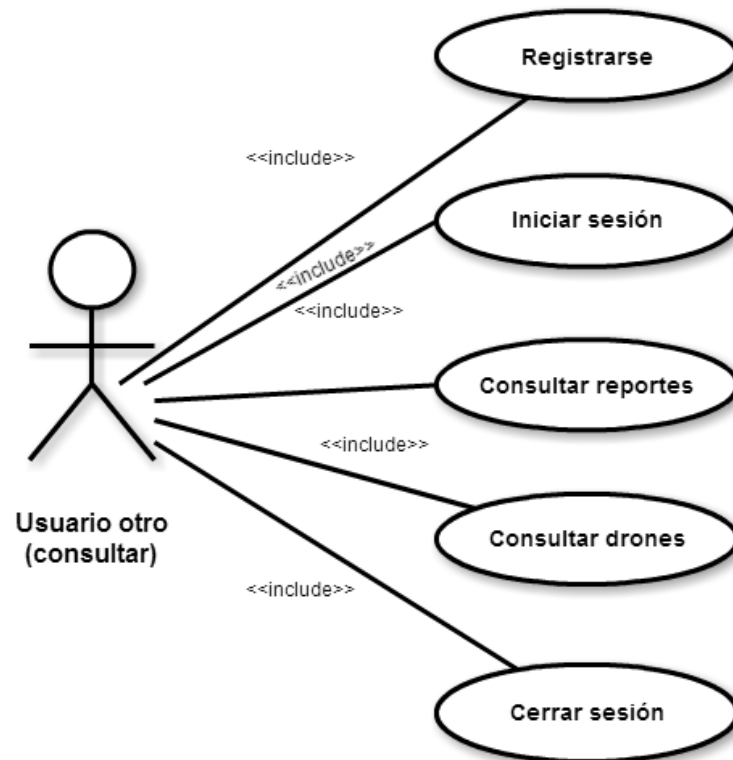 Registrarse
<<include>>
Iniciar sesión
<<include>>
<<include>>
Consultar reportes
<<include>>
Usuario otro
(consultar)
Consultar drones
<<include>>
Cerrar sesión